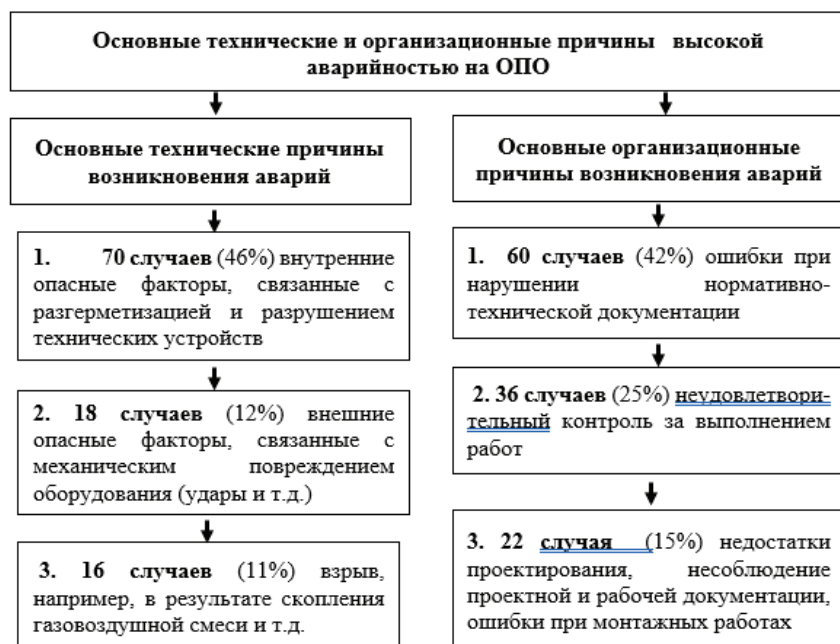 Основные технические и организационные причины высокой
аварийностью на ОПО
Основные технические причины
возникновения аварий
1. 70 случаев (46%) внутренние
опасные факторы, связанные с
разгерметизацией и разрушением
технических устройств
2. 18 случаев (12%) внешние
опасные факторы, связанные с
механическим повреждением
оборудования (удары и т.д.)
3. 16 случаев (11%) взрыв,
например, в результате скопления
газовоздушной смеси и т.д.
Основные организационные
причины возникновения аварий
1. 60 случаев (42%) ошибки при
нарушении нормативно-
технической документации
2. 36 случаев (25%) неудовлетвори-
тельный контроль за выполнением
работ
3. 22 случая (15%) недостатки
проектирования, несоблюдение
проектной и рабочей документации,
ошибки при монтажных работах